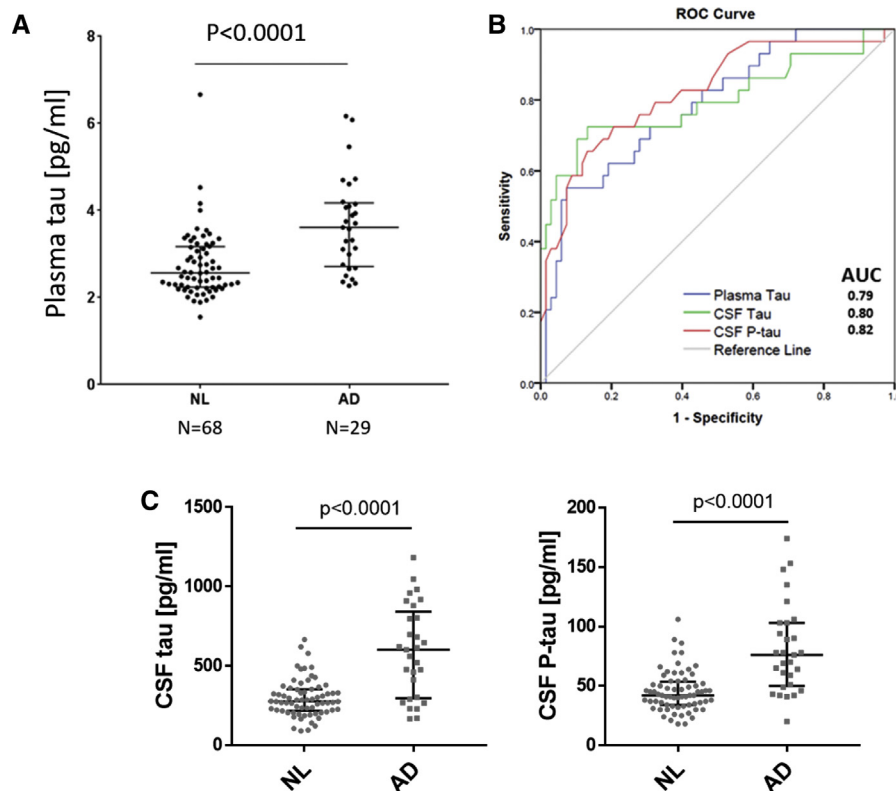 A
P<0.0001
Plasma tau [pg/ml]
8
6
4
2
0
NL
AD
N=68
N=29
B
ROC Curve
Sensitivity
1.0
0.8
0.6
0.4
0.2
0.0
AUC
Plasma Tau 0.79
CSF Tau 0.80
CSF P-tau 0.82
Reference Line
0.0 0.2 0.4 0.6 0.8 1.0
1 - Specificity
C
p<0.0001
CSF tau [pg/ml]
1500
1000
500
0
NL
AD
p<0.0001
CSF P-tau [pg/ml]
200
150
100
50
0
NL
AD